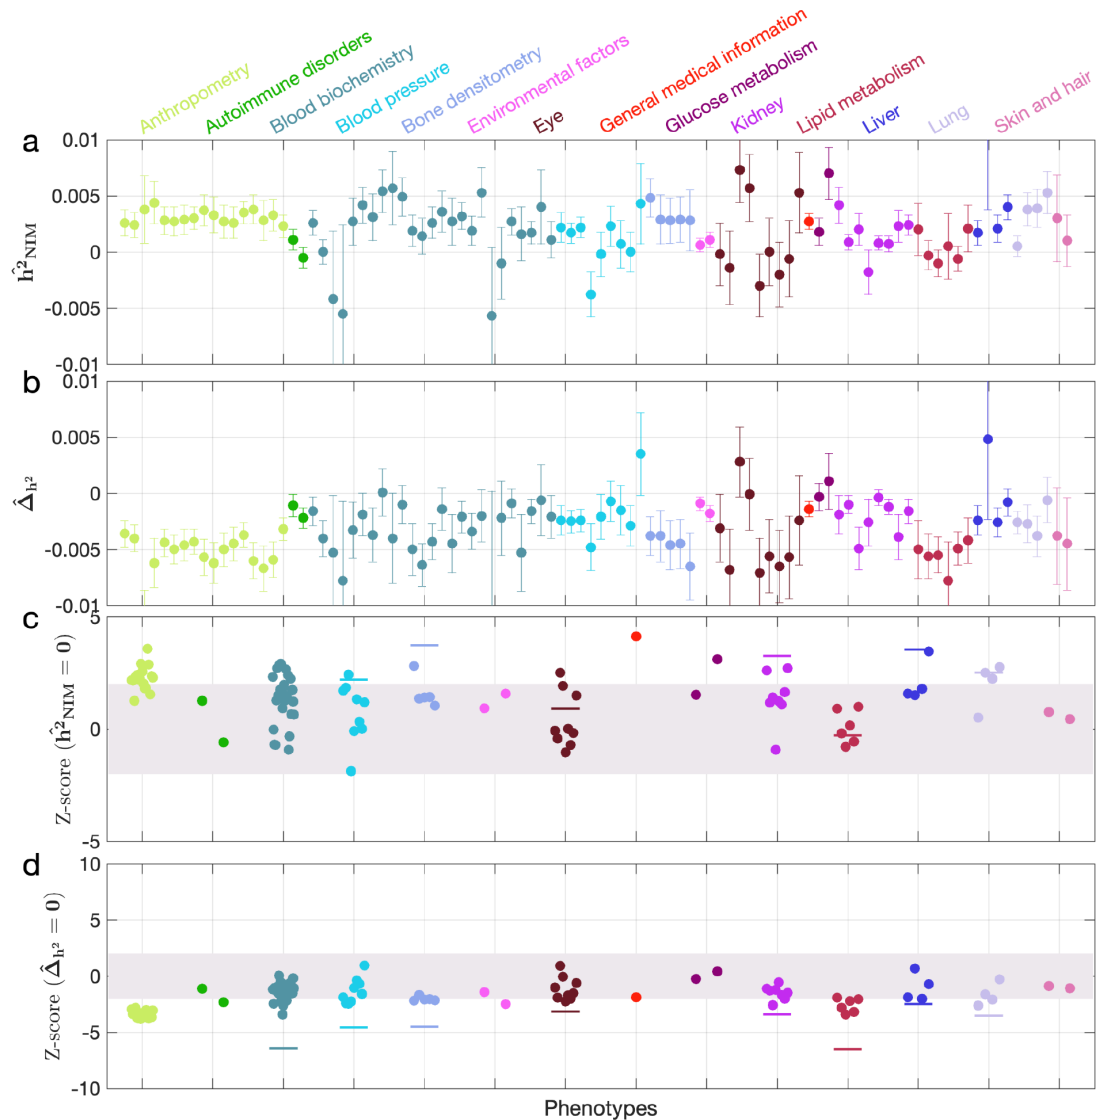 Anthropometry
Autoimmune disorders
Blood biochemistry
Blood pressure
Bone densitometry
Environmental factors
Eye
General medical information
Glucose metabolism
Kidney
Lipid metabolism
Liver
Lung
Skin and hair
a
0.01
0.005
0
-0.005
-0.01
ĥ²NIM
b
0.01
0.005
0
-0.005
-0.01
Δ̂h²
c
5
0
-5
Z-score (ĥ²NIM = 0)
d
10
5
0
-5
-10
Z-score (Δ̂h² = 0)
Phenotypes